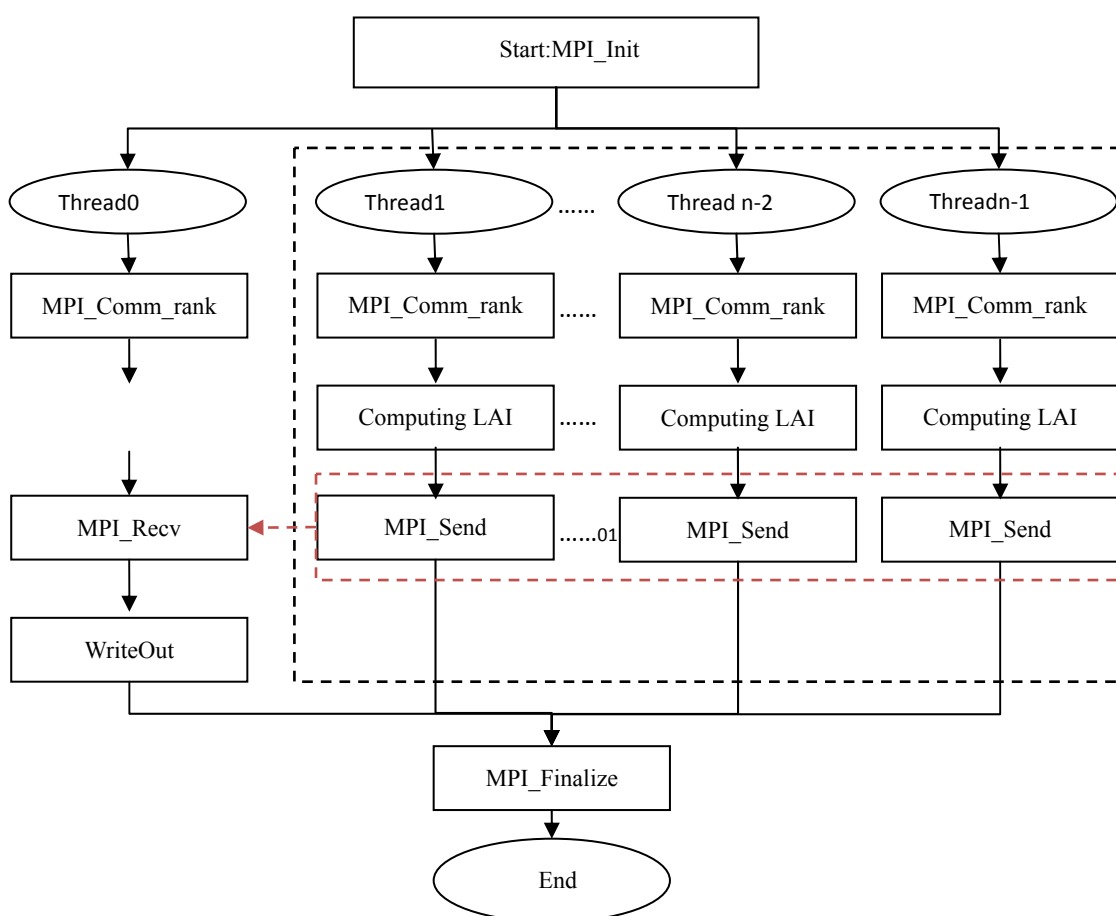 Start:MPI_Init
Thread0
Thread1
......
Thread n-2
Threadn-1
MPI_Comm_rank
MPI_Comm_rank
......
MPI_Comm_rank
MPI_Comm_rank
Computing LAI
......
Computing LAI
Computing LAI
MPI_Recv
MPI_Send
......01
MPI_Send
MPI_Send
WriteOut
MPI_Finalize
End